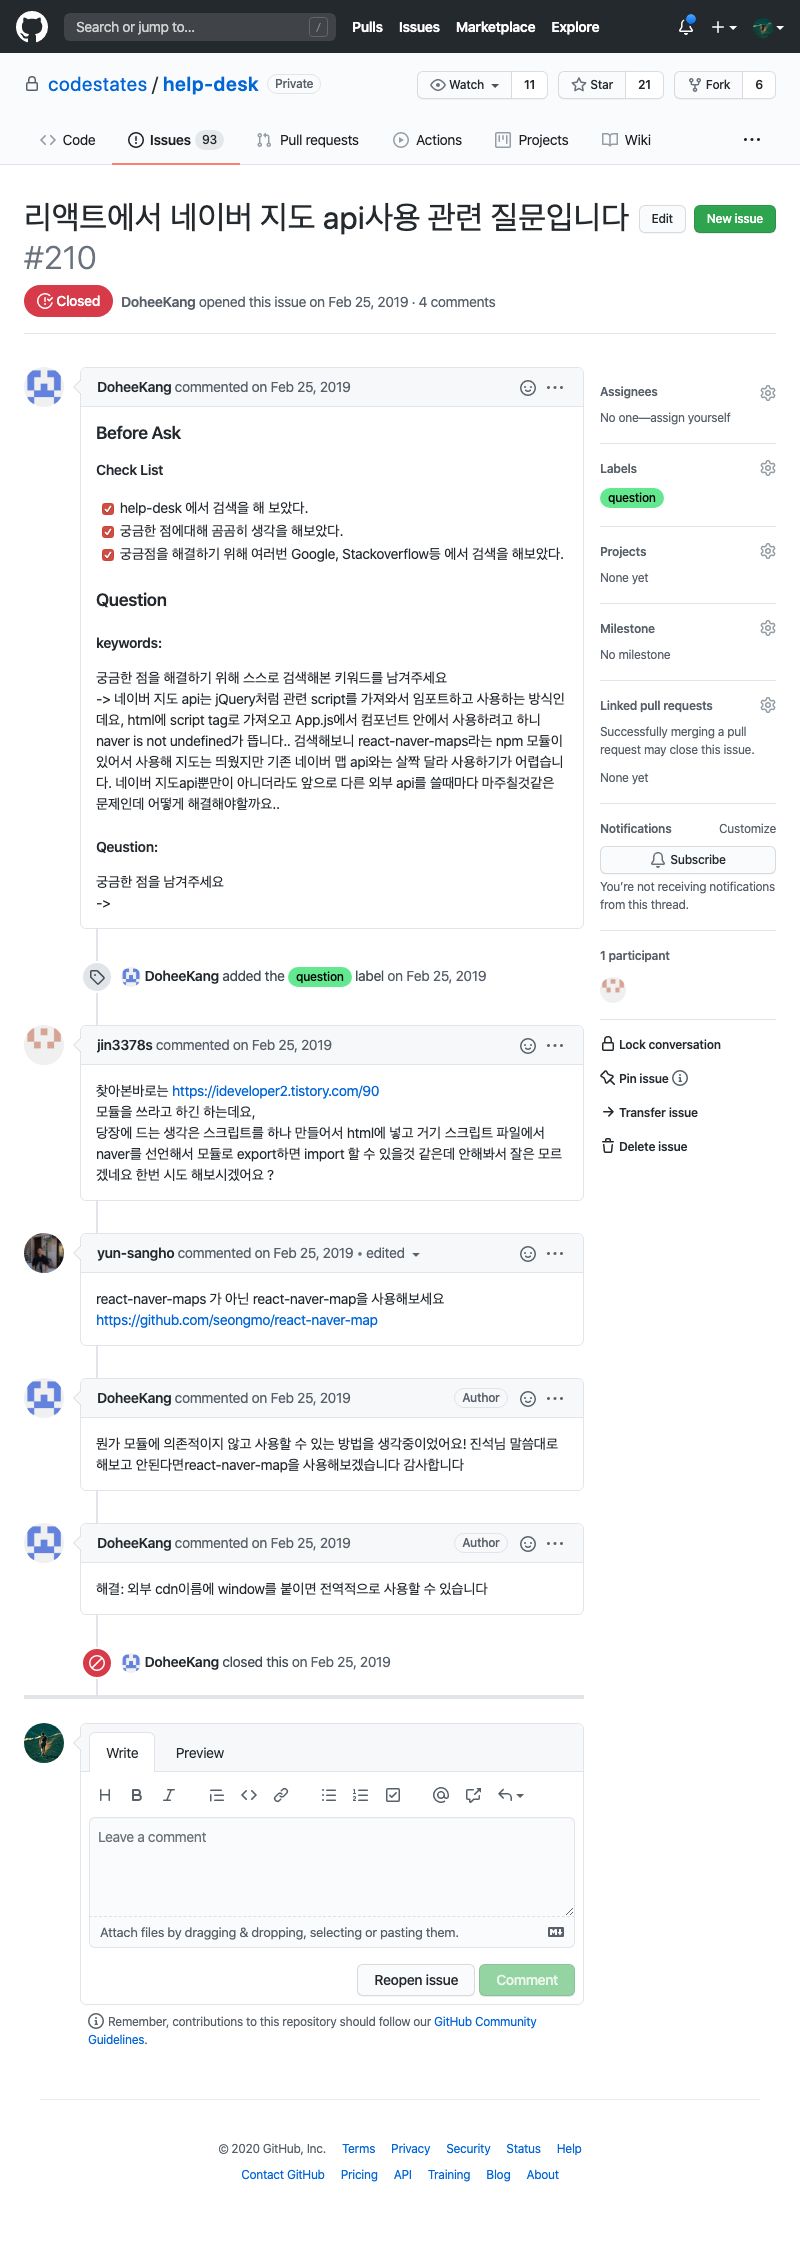 Search or jump to... /
Pulls Issues Marketplace Explore
codestates / help-desk Private
Watch 11 Star 21 Fork 6
Code Issues 93 Pull requests Actions Projects Wiki ...
리액트에서 네이버 지도 api사용 관련 질문입니다
#210
Edit New issue
Closed DoheeKang opened this issue on Feb 25, 2019 · 4 comments
DoheeKang commented on Feb 25, 2019
Before Ask
Check List
help-desk 에서 검색을 해 보았다.
궁금한 점에대해 곰곰히 생각을 해보았다.
궁금점을 해결하기 위해 여러번 Google, Stackoverflow등 에서 검색을 해보았다.
Question
keywords:
궁금한 점을 해결하기 위해 스스로 검색해본 키워드를 남겨주세요
-> 네이버 지도 api는 jQuery처럼 관련 script를 가져와서 임포트하고 사용하는 방식인
데요, html에 script tag로 가져오고 App.js에서 컴포넌트 안에서 사용하려고 하니
naver is not undefined가 뜹니다.. 검색해보니 react-naver-maps라는 npm 모듈이
있어서 사용해 지도는 띄웠지만 기존 네이버 맵 api와는 살짝 달라 사용하기가 어렵습니
다. 네이버 지도api뿐만이 아니더라도 앞으로 다른 외부 api를 쓸때마다 마주칠것같은
문제인데 어떻게 해결해야할까요..
Qeustion:
궁금한 점을 남겨주세요
->
Assignees
No one—assign yourself
Labels
question
Projects
None yet
Milestone
No milestone
Linked pull requests
Successfully merging a pull
request may close this issue.
None yet
Notifications Customize
Subscribe
You're not receiving notifications
from this thread.
1 participant
Lock conversation
Pin issue
Transfer issue
Delete issue
DoheeKang added the question label on Feb 25, 2019
jin3378s commented on Feb 25, 2019
찾아본바로는 https://ideveloper2.tistory.com/90
모듈을 쓰라고 하긴 하는데요,
당장에 드는 생각은 스크립트를 하나 만들어서 html에 넣고 거기 스크립트 파일에서
naver를 선언해서 모듈로 export하면 import 할 수 있을것 같은데 안해봐서 잘은 모르
겠네요 한번 시도 해보시겠어요 ?
yun-sangho commented on Feb 25, 2019 • edited
react-naver-maps 가 아닌 react-naver-map을 사용해보세요
https://github.com/seongmo/react-naver-map
DoheeKang commented on Feb 25, 2019 Author
뭔가 모듈에 의존적이지 않고 사용할 수 있는 방법을 생각중이었어요! 진석님 말씀대로
해보고 안된다면react-naver-map을 사용해보겠습니다 감사합니다
DoheeKang commented on Feb 25, 2019 Author
해결: 외부 cdn이름에 window를 붙이면 전역적으로 사용할 수 있습니다
DoheeKang closed this on Feb 25, 2019
Write Preview
Leave a comment
Attach files by dragging & dropping, selecting or pasting them.
Reopen issue Comment
Remember, contributions to this repository should follow our GitHub Community
Guidelines.
© 2020 GitHub, Inc. Terms Privacy Security Status Help
Contact GitHub Pricing API Training Blog About